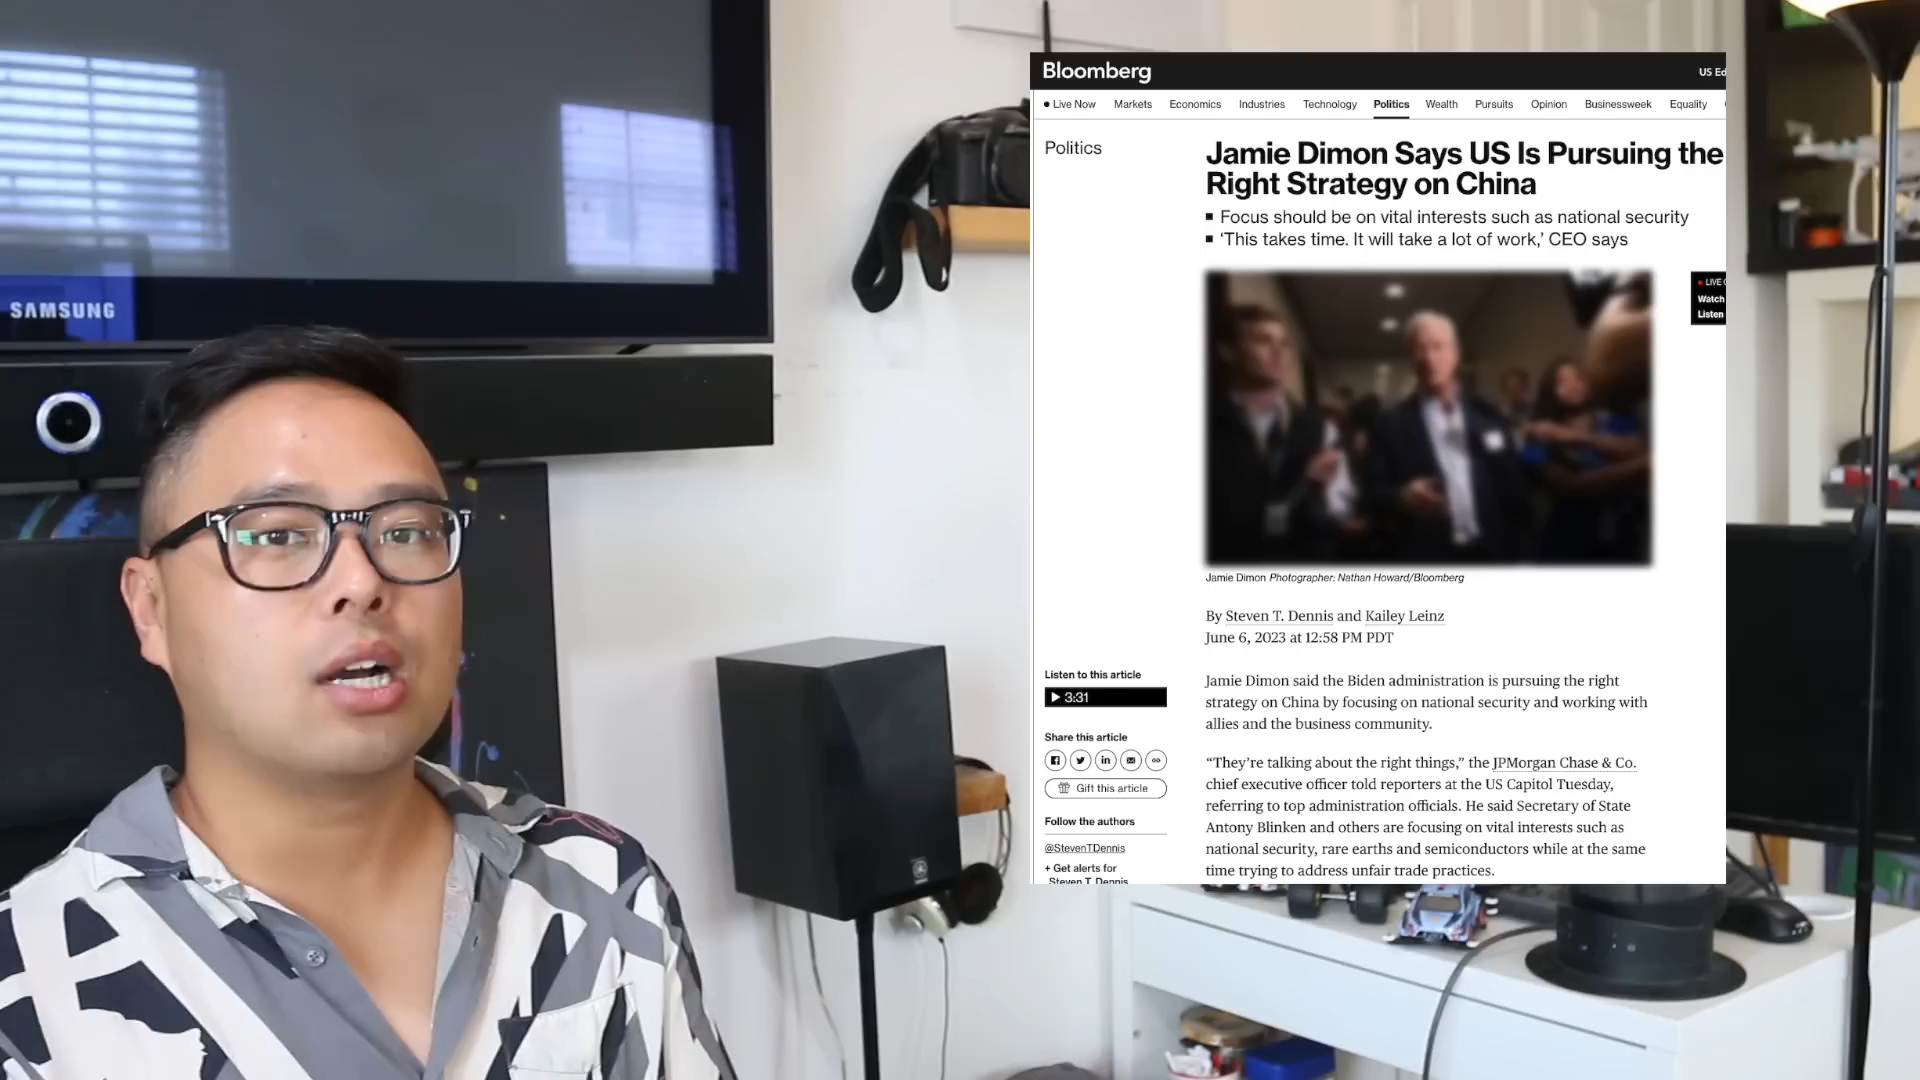 SAMSUNG
Bloomberg
US Ed
Live Now Markets Economics Industries Technology Politics Wealth Pursuits Opinion Businessweek Equality
Politics
Jamie Dimon Says US Is Pursuing the
Right Strategy on China
Focus should be on vital interests such as national security
‘This takes time. It will take a lot of work,’ CEO says
LIVE
Watch
Listen
Jamie Dimon Photographer: Nathan Howard/Bloomberg
By Steven T. Dennis and Kailey Leinz
June 6, 2023 at 12:58 PM PDT
Listen to this article
3:31
Share this article
Gift this article
Follow the authors
@StevenTDennis
+ Get alerts for
Steven T. Dennis
Jamie Dimon said the Biden administration is pursuing the right
strategy on China by focusing on national security and working with
allies and the business community.
“They’re talking about the right things,” the JPMorgan Chase & Co.
chief executive officer told reporters at the US Capitol Tuesday,
referring to top administration officials. He said Secretary of State
Antony Blinken and others are focusing on vital interests such as
national security, rare earths and semiconductors while at the same
time trying to address unfair trade practices.